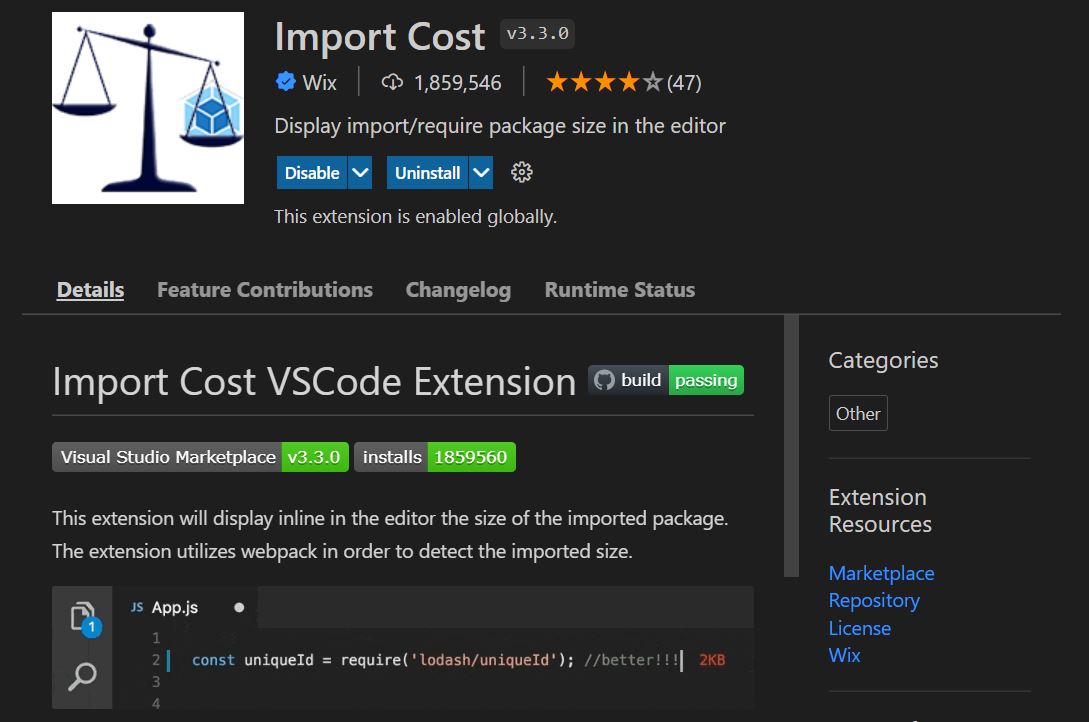 Import Cost v3.3.0
Wix 1,859,546 (47)
Display import/require package size in the editor
Disable Uninstall
This extension is enabled globally.
Details Feature Contributions Changelog Runtime Status
Import Cost VSCode Extension build passing
Visual Studio Marketplace v3.3.0 installs 1859560
This extension will display inline in the editor the size of the imported package.
The extension utilizes webpack in order to detect the imported size.
1 JS App.js
1
2 const uniqueId = require('lodash/uniqueId'); //better!!! 2KB
3
4
Categories
Other
Extension
Resources
Marketplace
Repository
License
Wix